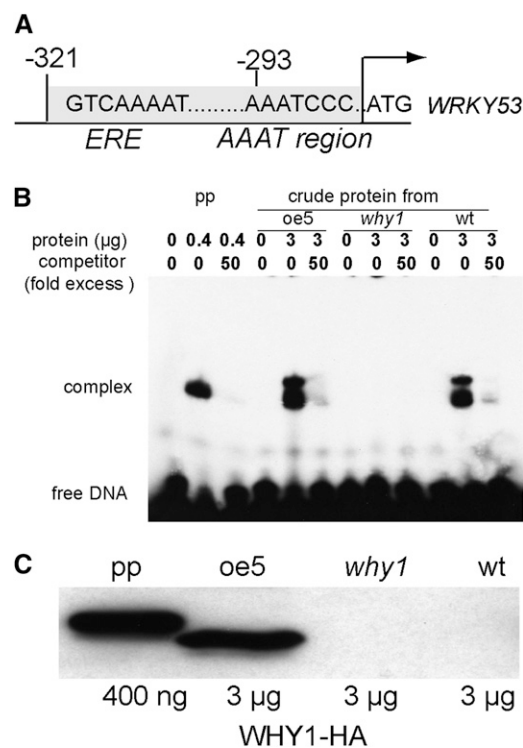 A
-321
-293
GTCAAAAT.........AAATCCC..ATG WRKY53
ERE AAAT region
B
pp crude protein from
oe5 why1 wt
protein (µg) 0 0.4 0.4 0 3 3 0 3 3 0 3 3
competitor 0 0 50 0 0 50 0 0 50 0 0 50
(fold excess )
complex
free DNA
C
pp oe5 why1 wt
400 ng 3 µg 3 µg 3 µg
WHY1-HA